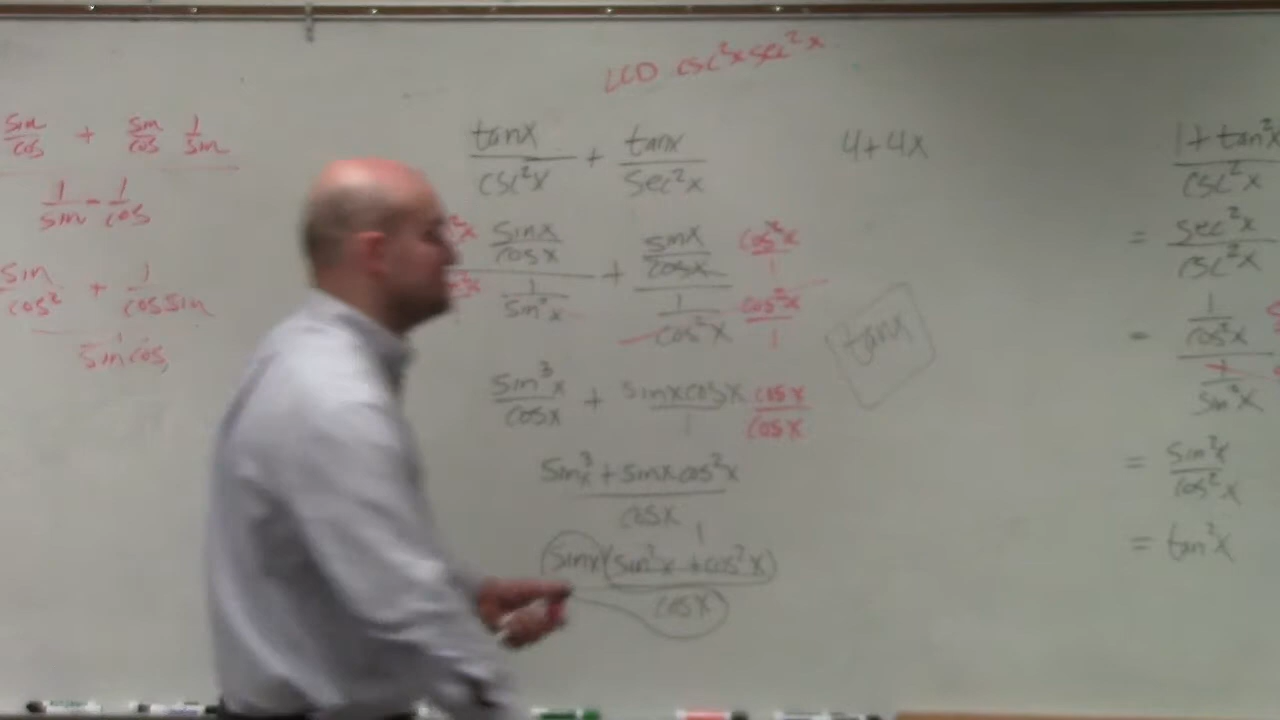 LCD csc²x sec²x
sin/cos + sin/cos 1/sin
1/sin - 1/cos
sin/cos² + 1/cos sin
sin cos
tanx/csc²x + tanx/sec²x
sinx/cosx / 1/sin²x + sinx/cosx / 1/cos²x cos²x/1 / cos²x/1
sin³x/cosx + sinxcosx/1 cosx/cosx
sin³x + sinxcos²x / cosx
1
sinx(sin²x + cos²x) / cosx
4+4x
tanx
1+tan² / csc²x
= sec²x / csc²x
= 1/cos²x / 1/sin²x
= sin²x / cos²x
= tan²x